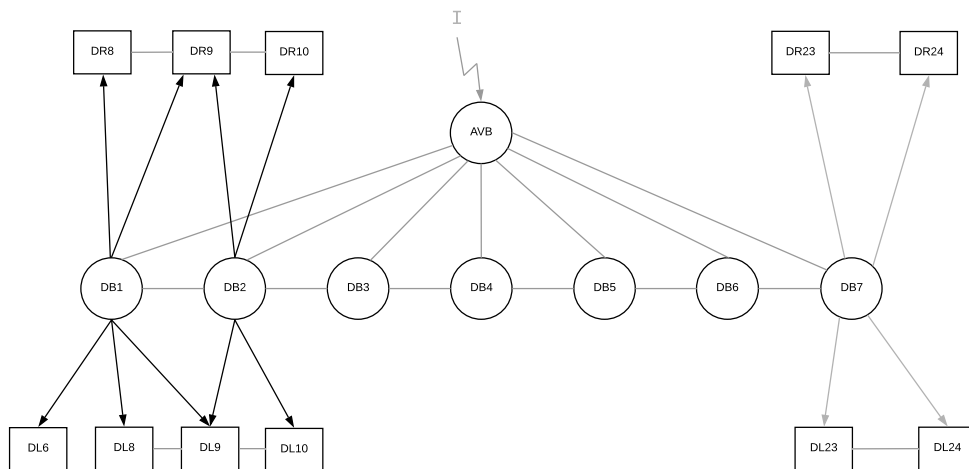 I
DR8
DR9
DR10
DR23
DR24
AVB
DB1
DB2
DB3
DB4
DB5
DB6
DB7
DL6
DL8
DL9
DL10
DL23
DL24